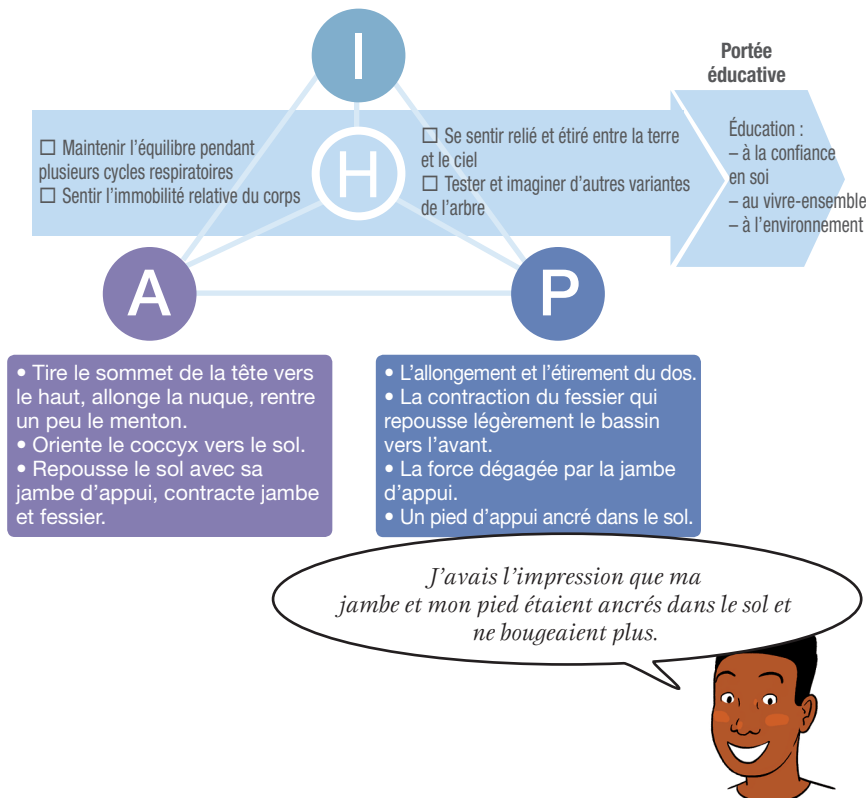 I
Portée
éducative
☐ Maintenir l'équilibre pendant
plusieurs cycles respiratoires
☐ Sentir l'immobilité relative du corps
H
☐ Se sentir relié et étiré entre la terre
et le ciel
☐ Tester et imaginer d'autres variantes
de l'arbre
Éducation :
– à la confiance
en soi
– au vivre-ensemble
– à l'environnement
A
P
• Tire le sommet de la tête vers
le haut, allonge la nuque, rentre
un peu le menton.
• Oriente le coccyx vers le sol.
• Repousse le sol avec sa
jambe d'appui, contracte jambe
et fessier.
• L'allongement et l'étirement du dos.
• La contraction du fessier qui
repousse légèrement le bassin
vers l'avant.
• La force dégagée par la jambe
d'appui.
• Un pied d'appui ancré dans le sol.
J'avais l'impression que ma
jambe et mon pied étaient ancrés dans le sol et
ne bougeaient plus.